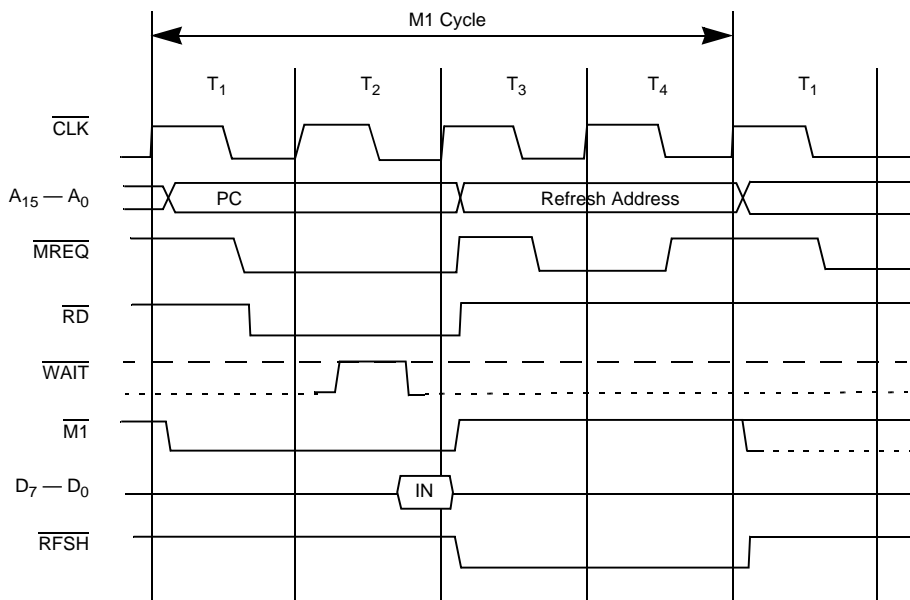 M1 Cycle
T1 T2 T3 T4 T1
CLK
A15 — A0 PC Refresh Address
MREQ
RD
WAIT
M1
D7 — D0 IN
RFSH